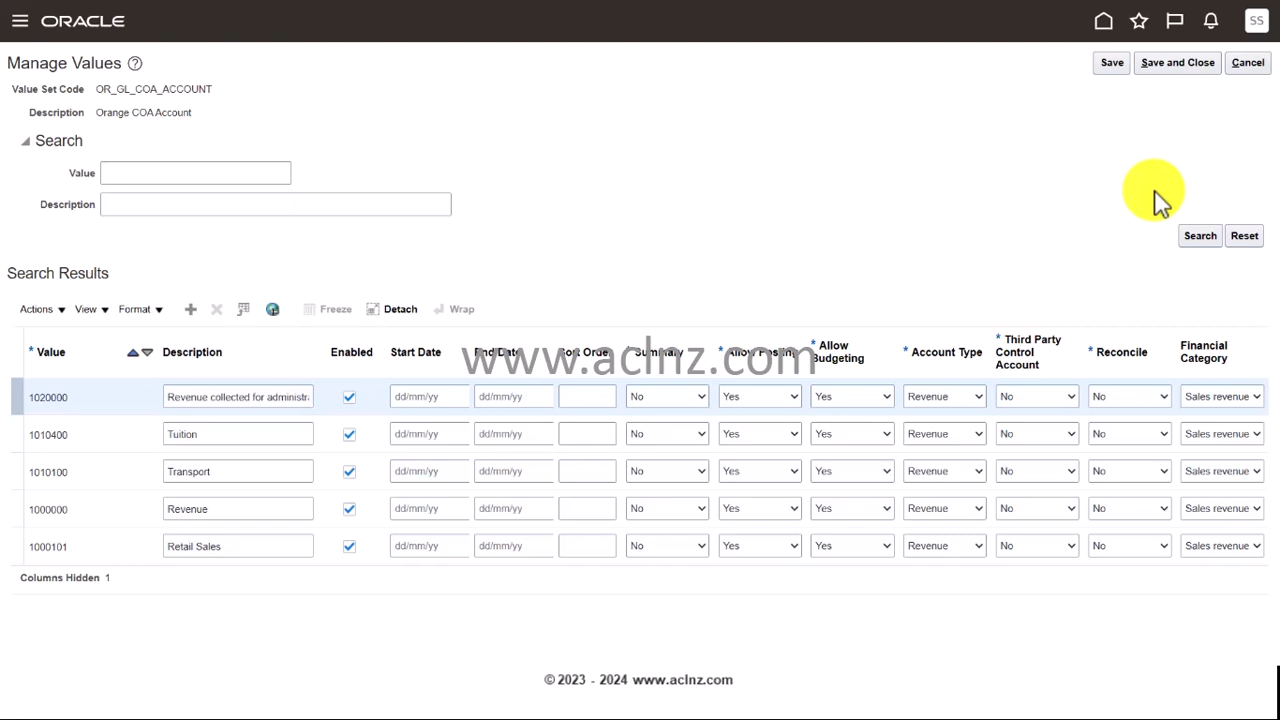 ORACLE
SS
Manage Values ?
Save Save and Close Cancel
Value Set Code OR_GL_COA_ACCOUNT
Description Orange COA Account
Search
Value
Description
Search Reset
Search Results
Actions View Format Freeze Detach Wrap
* Value Description Enabled Start Date End Date Sort Order * Summary * Allow Posting * Allow Budgeting * Account Type * Third Party Control Account * Reconcile Financial Category
www.aclnz.com
1020000 Revenue collected for administr dd/mm/yy dd/mm/yy No Yes Yes Revenue No No Sales revenue
1010400 Tuition dd/mm/yy dd/mm/yy No Yes Yes Revenue No No Sales revenue
1010100 Transport dd/mm/yy dd/mm/yy No Yes Yes Revenue No No Sales revenue
1000000 Revenue dd/mm/yy dd/mm/yy No Yes Yes Revenue No No Sales revenue
1000101 Retail Sales dd/mm/yy dd/mm/yy No Yes Yes Revenue No No Sales revenue
Columns Hidden 1
© 2023 - 2024 www.aclnz.com